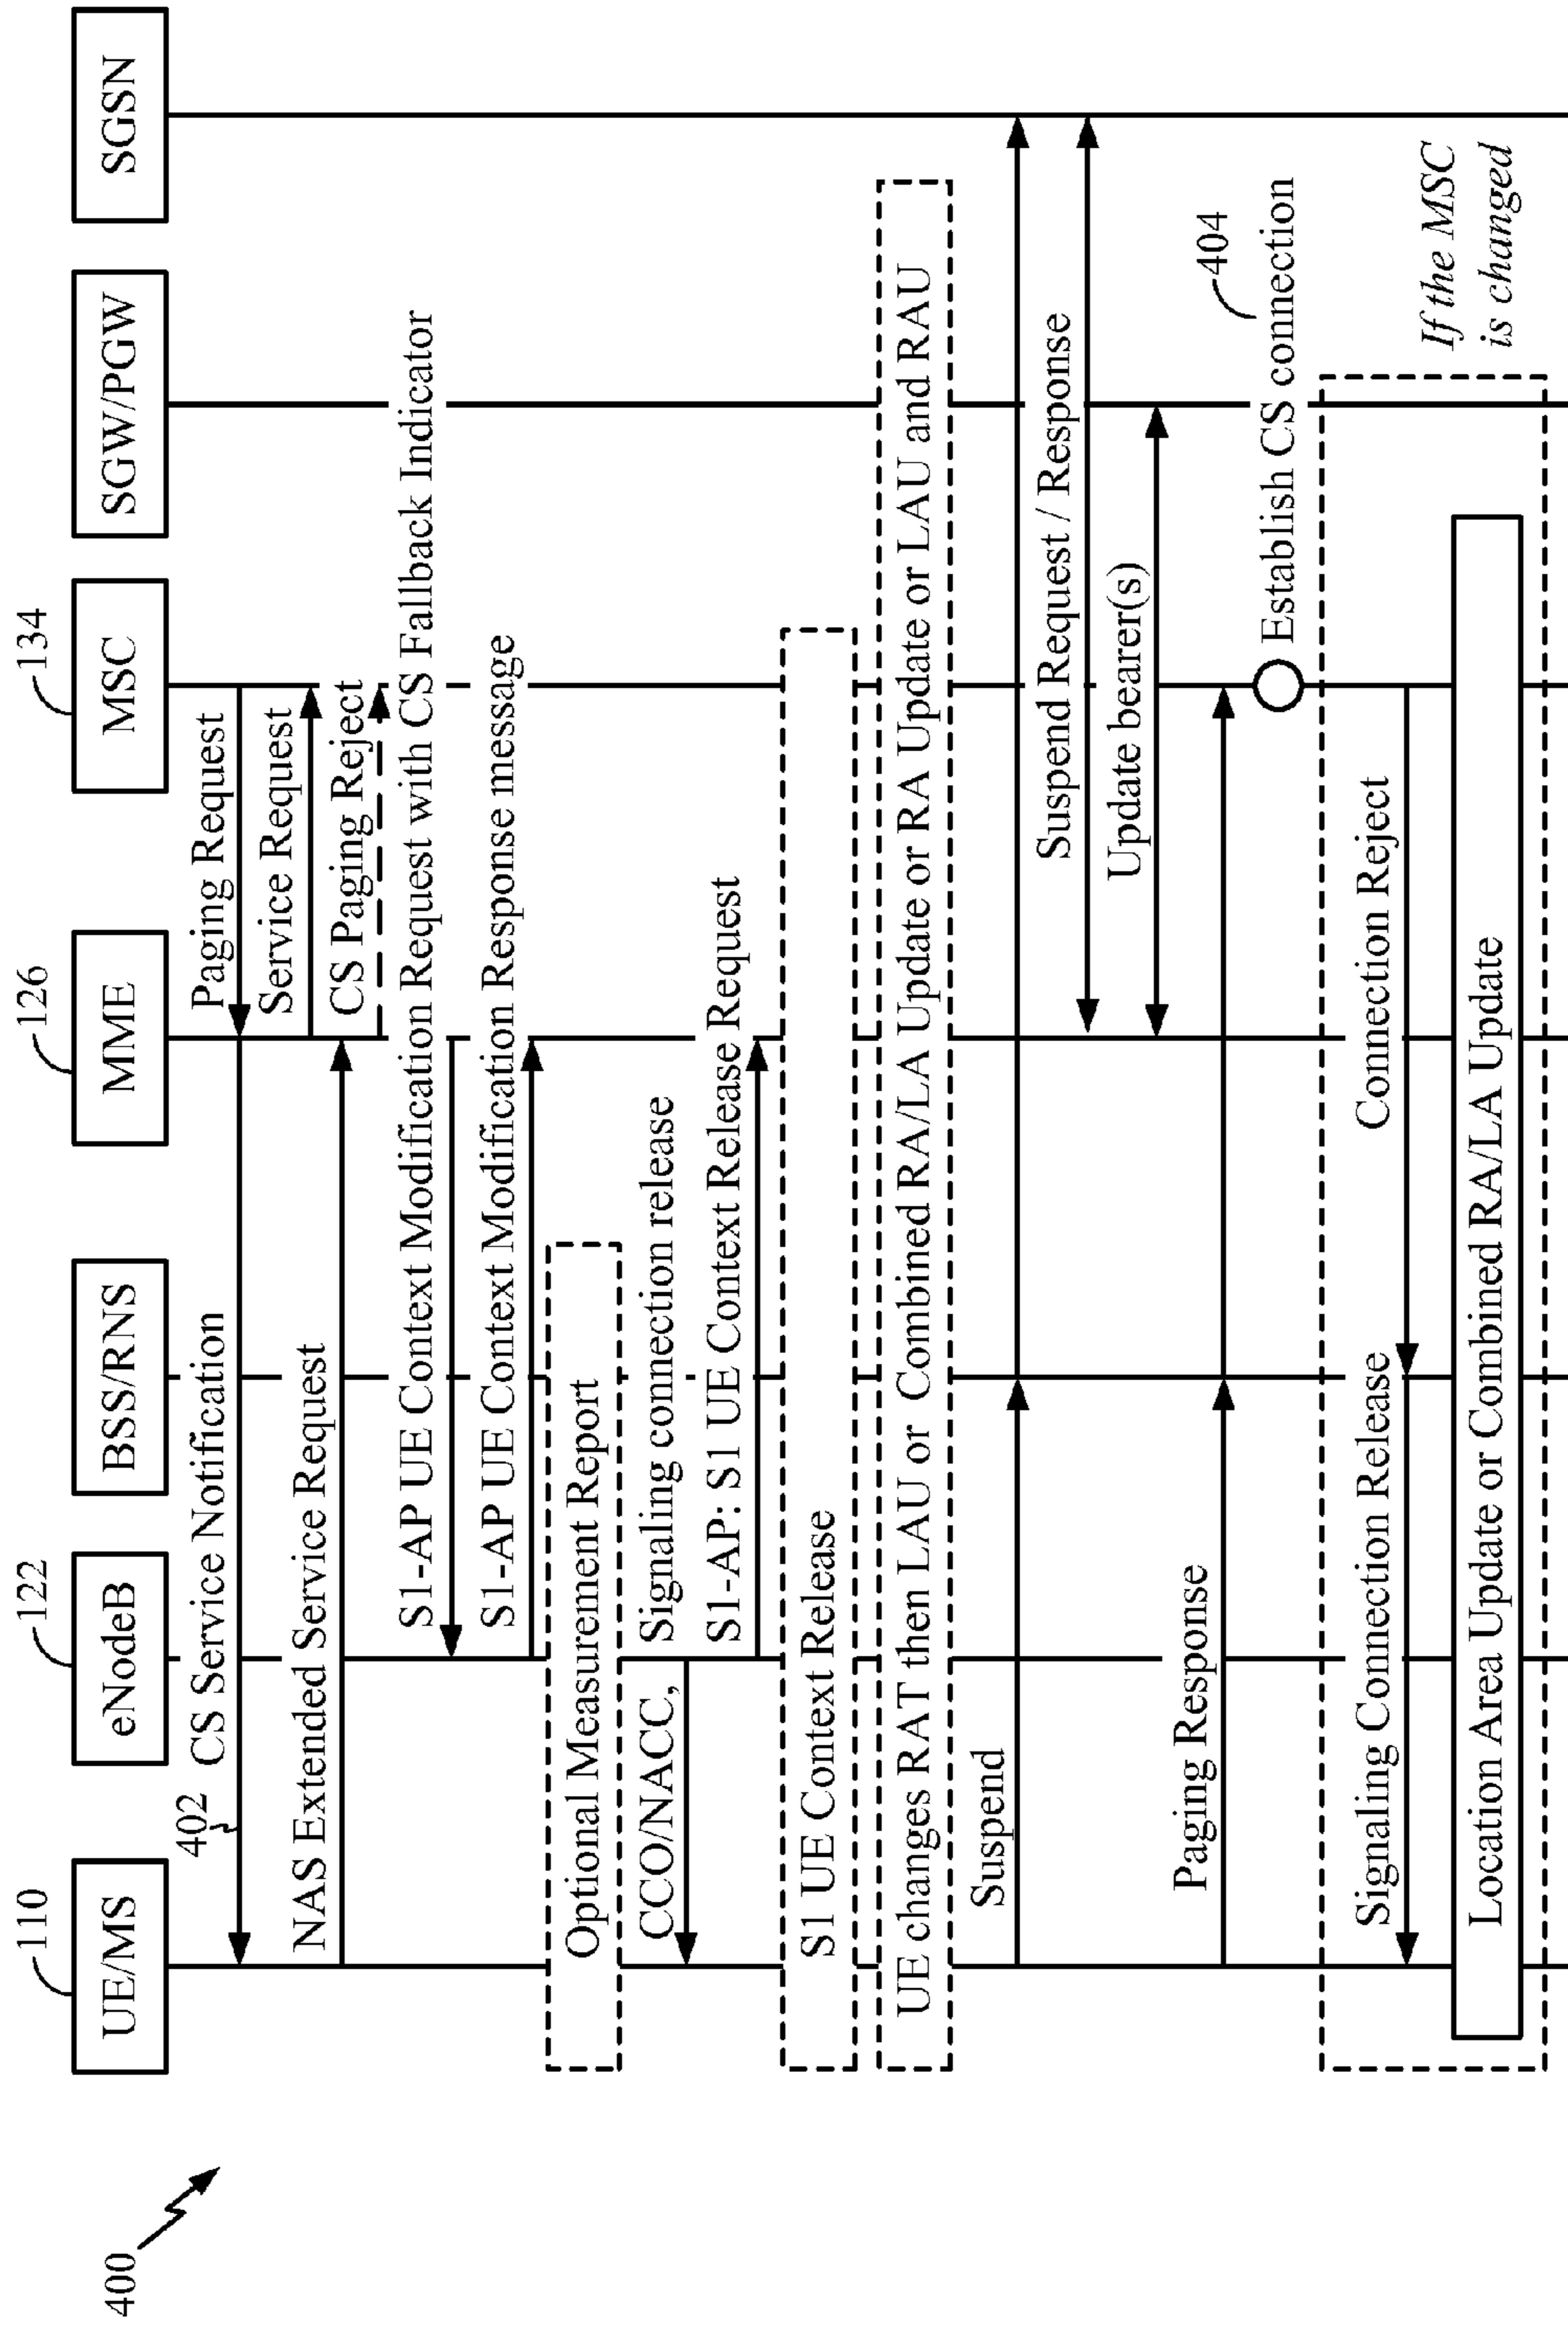 400
110
122
126
134
UE/MS
eNodeB
BSS/RNS
MME
MSC
SGW/PGW
SGSN
402
CS Service Notification
Paging Request
Service Request
NAS Extended Service Request
CS Paging Reject
S1-AP UE Context Modification Request with CS Fallback Indicator
S1-AP UE Context Modification Response message
Optional Measurement Report
CCO/NACC,
Signaling connection release
S1-AP: S1 UE Context Release Request
S1 UE Context Release
UE changes RAT then LAU or Combined RA/LA Update or RA Update or LAU and RAU
Suspend
Suspend Request / Response
Update bearer(s)
Paging Response
404
Establish CS connection
Signaling Connection Release
Connection Reject
If the MSC
is changed
Location Area Update or Combined RA/LA Update